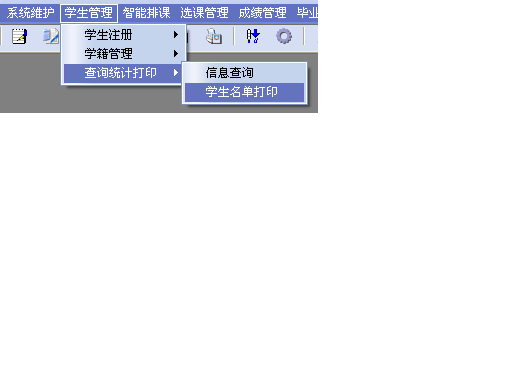 系统维护 学生管理 智能排课 选课管理 成绩管理 毕业
学生注册
学籍管理
查询统计打印
信息查询
学生名单打印